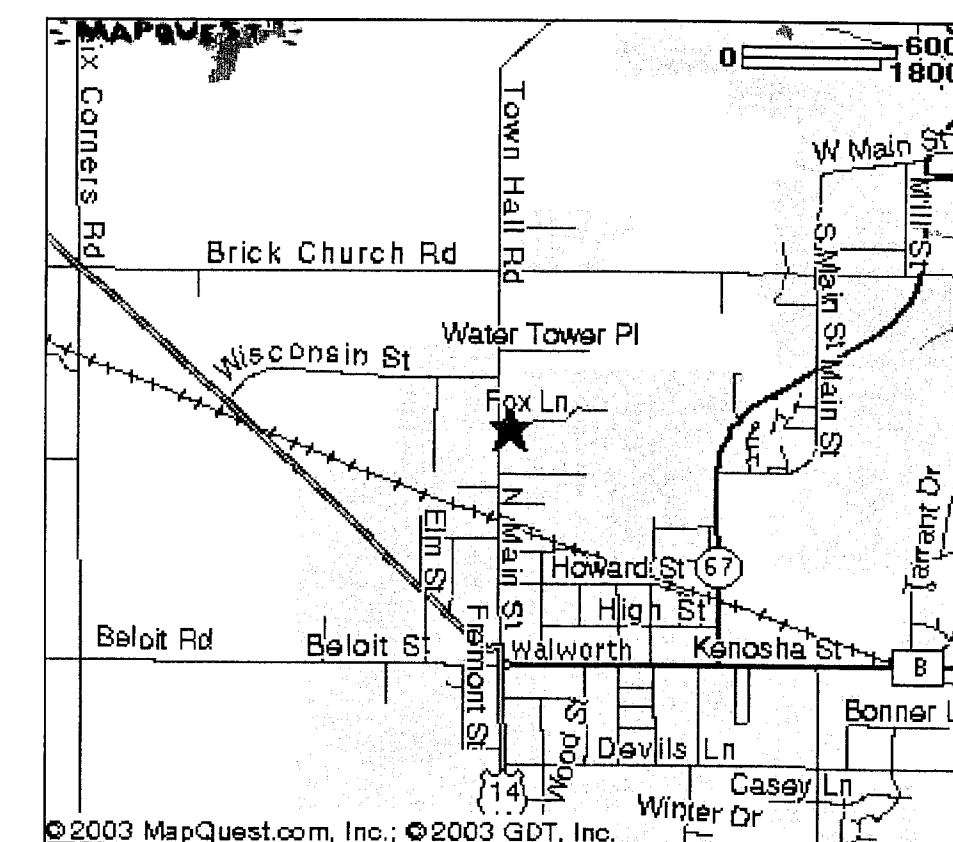 MAPQUEST
0
600
1800
ix Corners Rd
Town Hall Rd
W Main St
Mill St
S Main St
Brick Church Rd
Water Tower Pl
Wisconsin St
Main St
Fox Ln
N Main St
Elm St
Tarrant Dr
Howard St
67
High St
Fremont St
Beloit Rd
Beloit St
Walworth
Kenosha St
B
Wood St
Bonner L
Devils Ln
14
Casey Ln
Winter Dr
©2003 MapQuest.com, Inc.; ©2003 GDT, Inc.